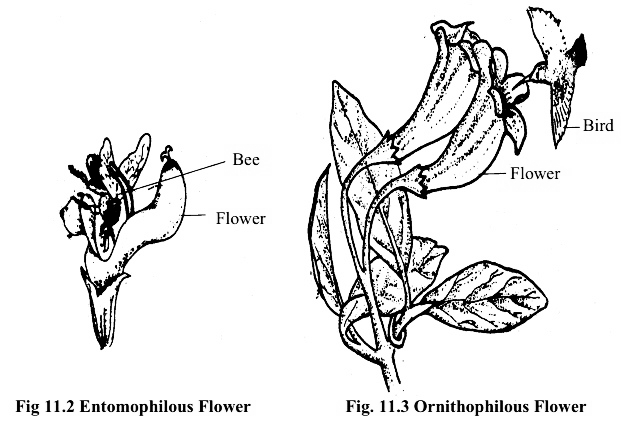 Bee
Flower
Bird
Flower
Fig 11.2 Entomophilous Flower
Fig. 11.3 Ornithophilous Flower